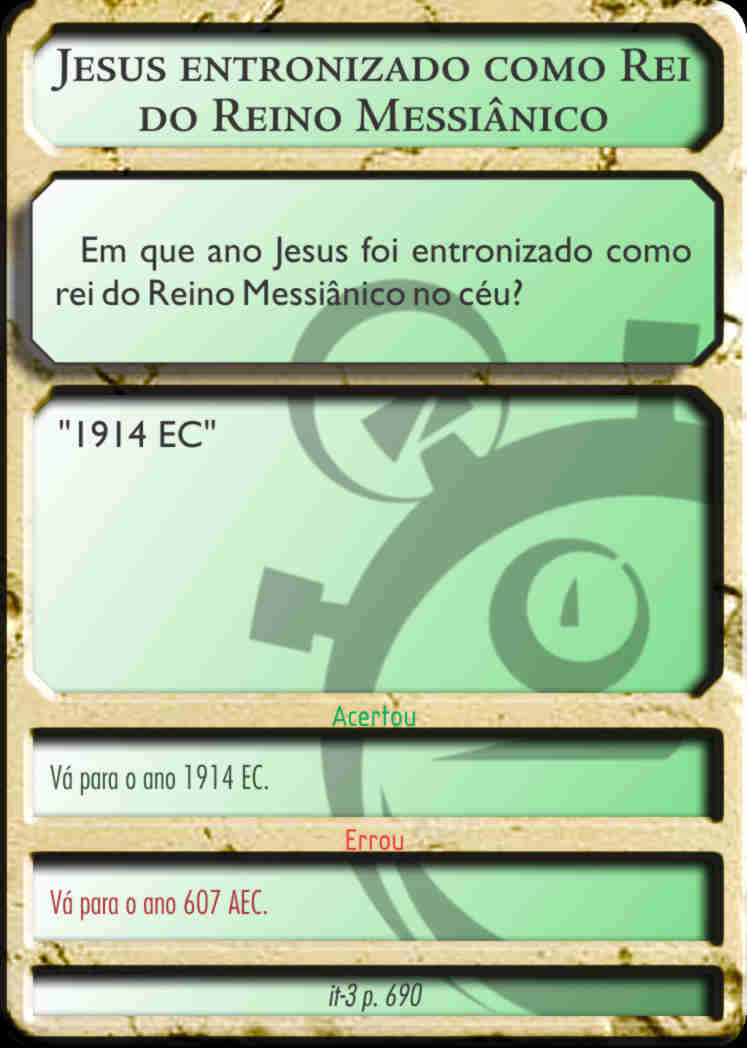 Jesus entronizado como Rei
do Reino Messiânico
Em que ano Jesus foi entronizado como
rei do Reino Messiânico no céu?
"1914 EC"
Acertou
Vá para o ano 1914 EC.
Errou
Vá para o ano 607 AEC.
it-3 p. 690